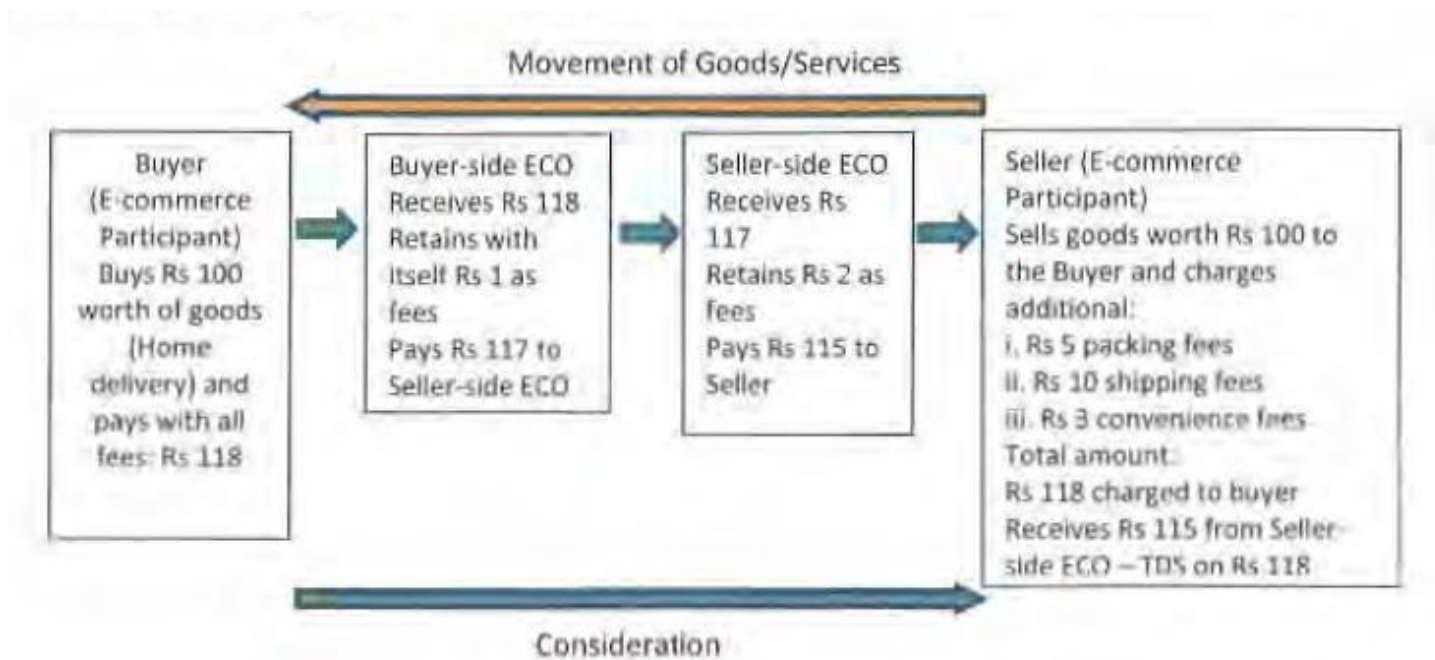 Movement of Goods/Services
Buyer
(E-commerce
Participant)
Buys Rs 100
worth of goods
(Home
delivery) and
pays with all
fees: Rs 118
Buyer-side ECO
Receives Rs 118
Retains with
itself Rs 1 as
fees
Pays Rs 117 to
Seller-side ECO
Seller-side ECO
Receives Rs
117
Retains Rs 2 as
fees
Pays Rs 115 to
Seller
Seller (E-commerce
Participant)
Sells goods worth Rs 100 to
the Buyer and charges
additional:
i. Rs 5 packing fees
ii. Rs 10 shipping fees
iii. Rs 3 convenience fees
Total amount:
Rs 118 charged to buyer
Receives Rs 115 from Seller-
side ECO – TDS on Rs 118
Consideration